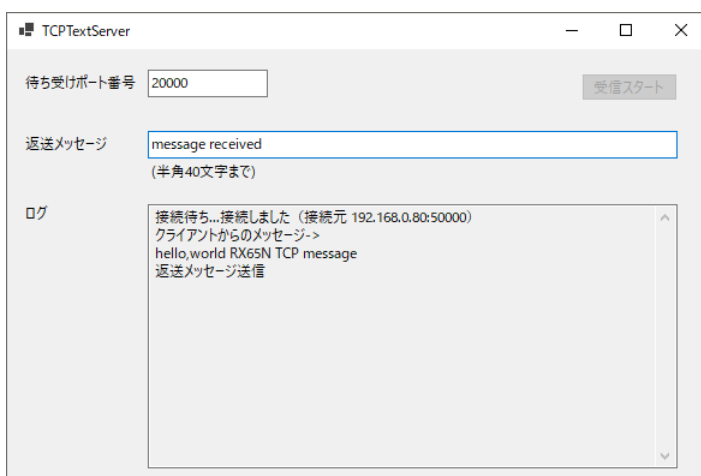 TCPTextServer
待ち受けポート番号 20000 受信スタート
返送メッセージ message received
(半角40文字まで)
ログ
接続待ち...接続しました（接続元 192.168.0.80:50000）
クライアントからのメッセージ->
hello,world RX65N TCP message
返送メッセージ送信